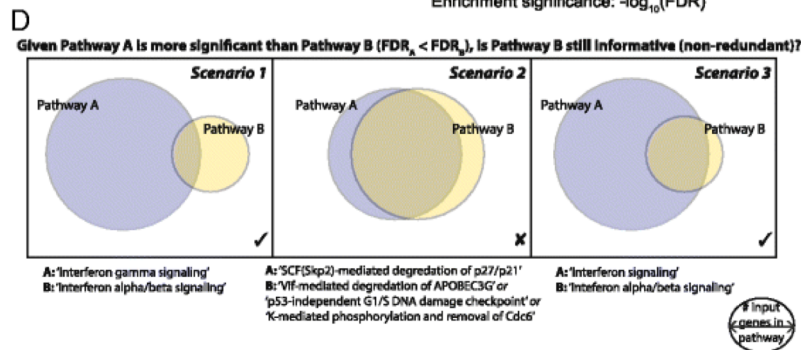 Enrichment significance: -log10(FDR)
D
Given Pathway A is more significant than Pathway B (FDRA < FDRB), is Pathway B still informative (non-redundant)?
Scenario 1
Pathway A
Pathway B
✓
A: 'Interferon gamma signaling'
B: 'Interferon alpha/beta signaling'
Scenario 2
Pathway A
Pathway B
✘
A: 'SCF(Skp2)-mediated degradation of p27/p21'
B: 'Vif-mediated degradation of APOBEC3G' or
'p53-independent G1/S DNA damage checkpoint' or
'K-mediated phosphorylation and removal of Cdc6'
Scenario 3
Pathway A
Pathway B
✓
A: 'Interferon signaling'
B: 'Inteferon alpha/beta signaling'
# input
genes in
pathway